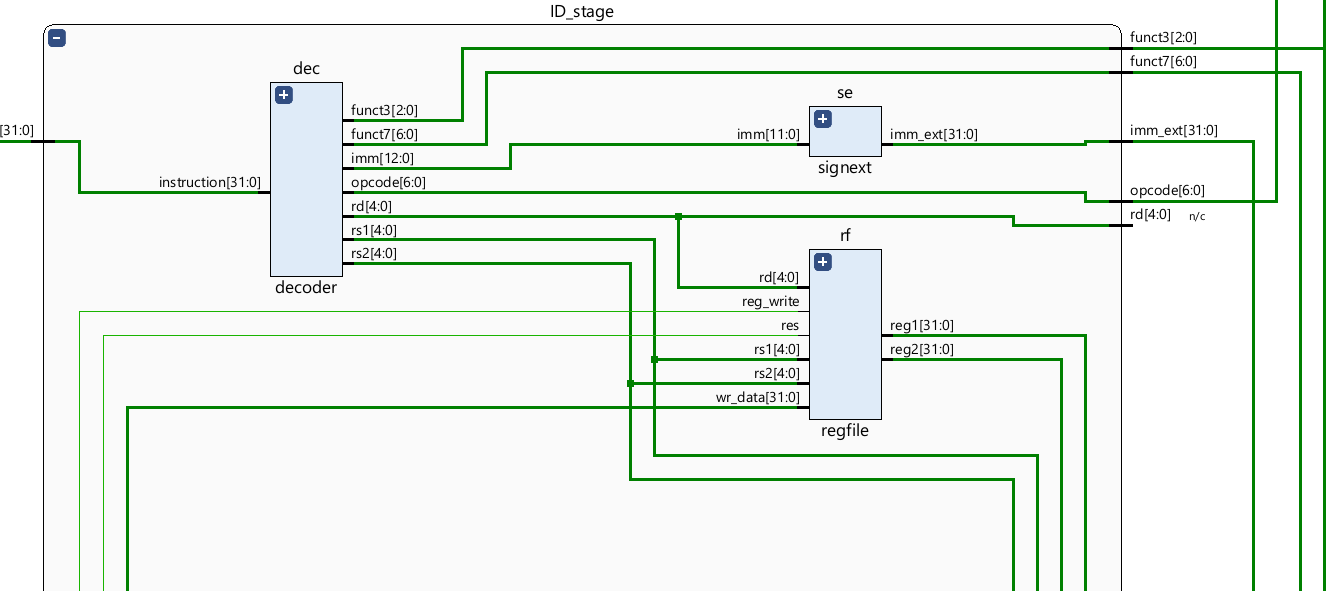 ID_stage
funct3[2:0]
funct7[6:0]
dec
se
funct3[2:0]
[31:0]
funct7[6:0]
imm[11:0]
imm_ext[31:0]
imm_ext[31:0]
imm[12:0]
signext
instruction[31:0]
opcode[6:0]
opcode[6:0]
rd[4:0]
rd[4:0] n/c
rs1[4:0]
rf
rs2[4:0]
decoder
rd[4:0]
reg_write
res
reg1[31:0]
rs1[4:0]
reg2[31:0]
rs2[4:0]
wr_data[31:0]
regfile